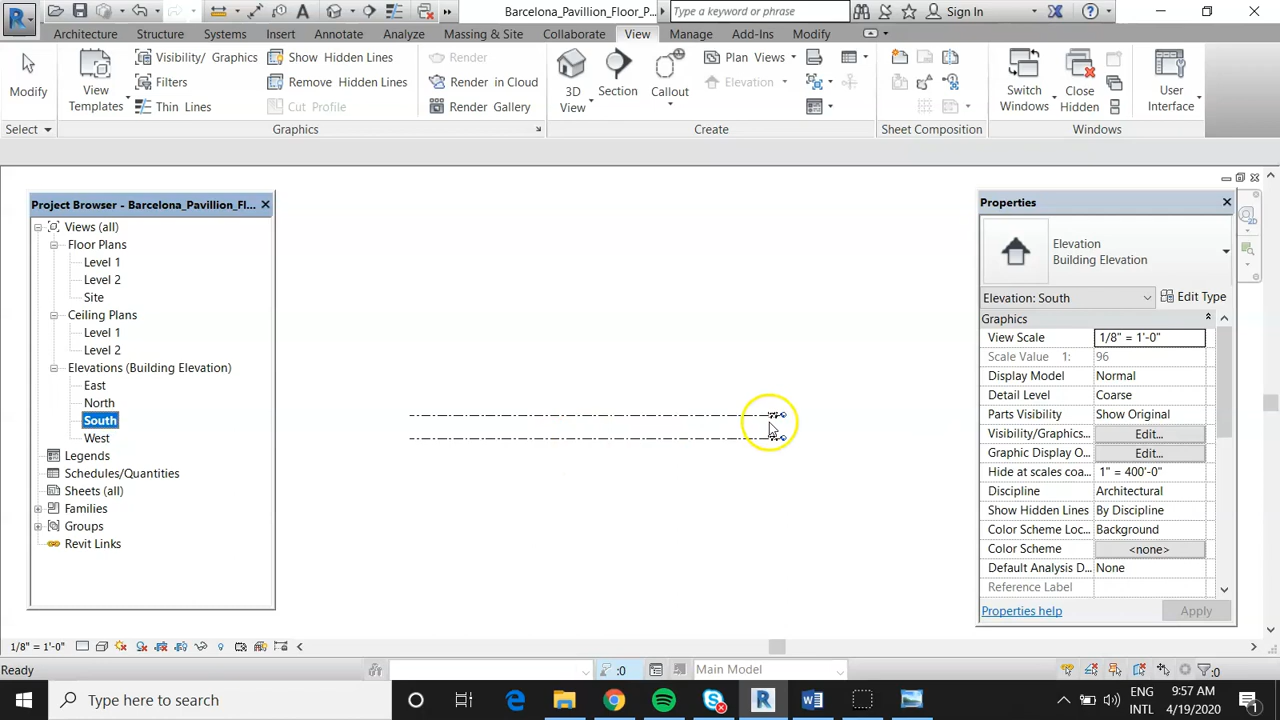 Barcelona_Pavillion_Floor_P...
Type a keyword or phrase
Sign In
Architecture Structure Systems Insert Annotate Analyze Massing & Site Collaborate View Manage Add-Ins Modify
Modify
View Templates
Visibility/ Graphics
Filters
Thin Lines
Show Hidden Lines
Remove Hidden Lines
Cut Profile
Render
Render in Cloud
Render Gallery
3D View
Section
Callout
Plan Views
Elevation
Switch Windows
Close Hidden
User Interface
Select Graphics Create Sheet Composition Windows
Project Browser - Barcelona_Pavillion_Fl...
Views (all)
Floor Plans
Level 1
Level 2
Site
Ceiling Plans
Level 1
Level 2
Elevations (Building Elevation)
East
North
South
West
Legends
Schedules/Quantities
Sheets (all)
Families
Groups
Revit Links
Properties
Elevation
Building Elevation
Elevation: South Edit Type
Graphics
View Scale 1/8" = 1'-0"
Scale Value 1: 96
Display Model Normal
Detail Level Coarse
Parts Visibility Show Original
Visibility/Graphics... Edit...
Graphic Display O... Edit...
Hide at scales coa... 1" = 400'-0"
Discipline Architectural
Show Hidden Lines By Discipline
Color Scheme Loc... Background
Color Scheme <none>
Default Analysis D... None
Reference Label
Properties help Apply
1/8" = 1'-0"
Ready :0 Main Model :0
Type here to search
ENG
INTL
9:57 AM
4/19/2020